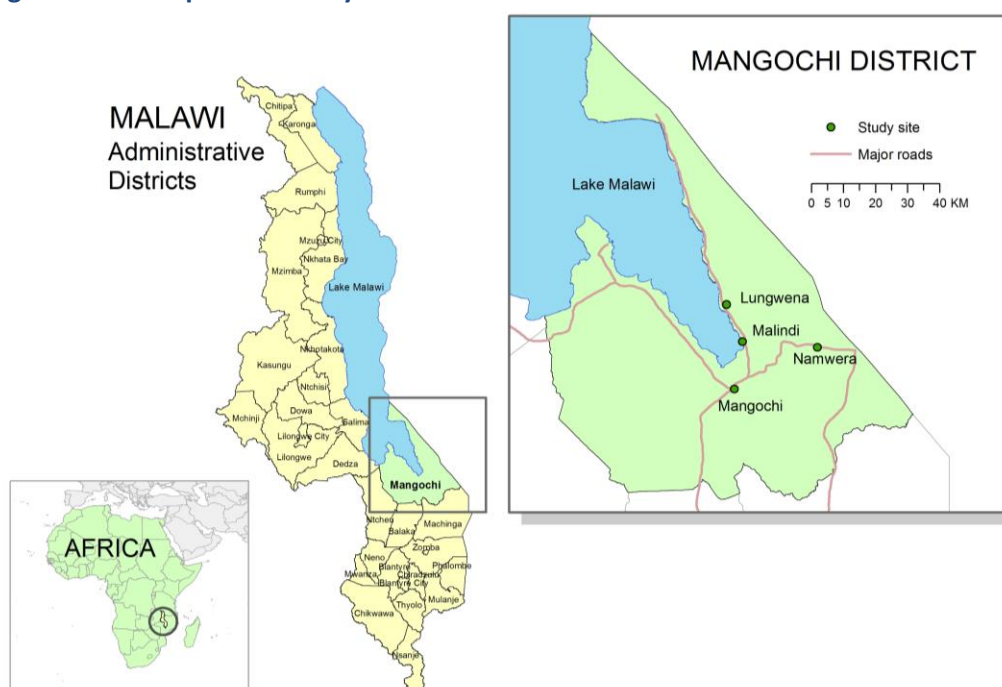 MALAWI
Administrative
Districts
Chitipa
Karonga
Rumphi
Mzuzu City
Nkhata Bay
Mzimba
Lake Malawi
Nkhotakota
Kasungu
Ntchisi
Dowa
Mchinji
Salima
Lilongwe City
Lilongwe
Dedza
Mangochi
Ntcheu
Balaka
Machinga
Zomba
Neno
Mwanza
Blantyre
Chiradzulu
Phalombe
Blantyre City
Mulanje
Thyolo
Chikwawa
Nsanje
AFRICA
MANGOCHI DISTRICT
Study site
Major roads
0 5 10 20 30 40 KM
Lake Malawi
Lungwena
Malindi
Namwera
Mangochi